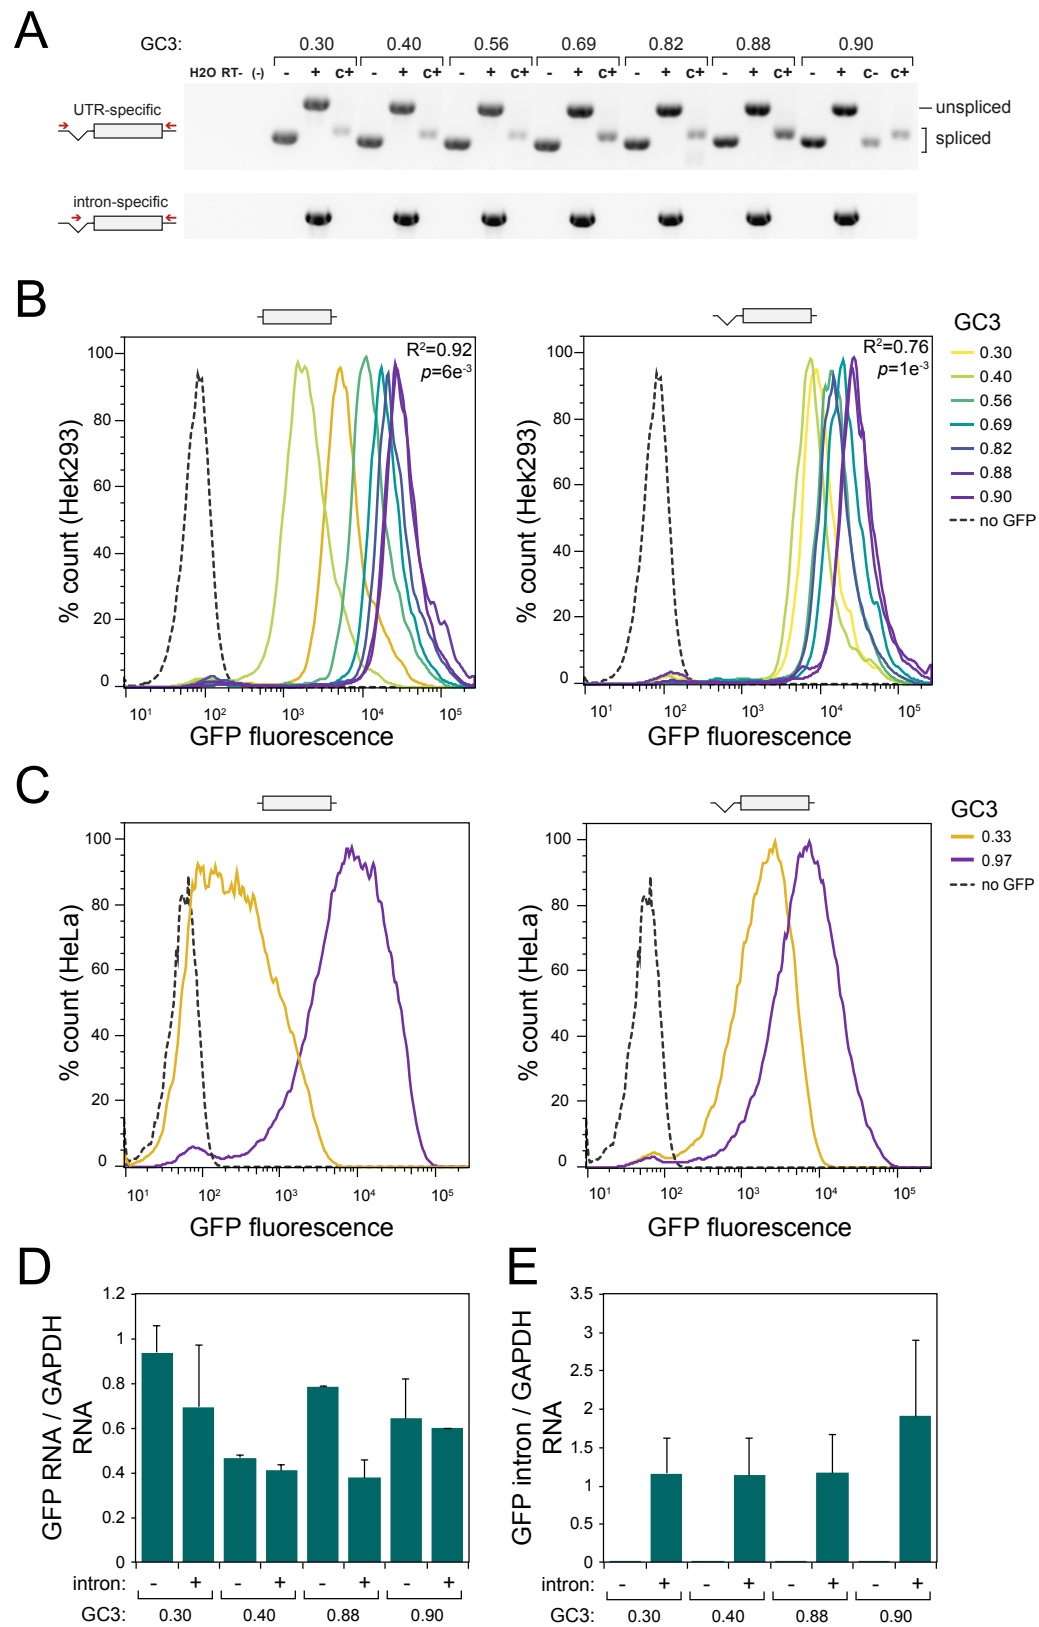 A
GC3: 0.30 0.40 0.56 0.69 0.82 0.88 0.90
H2O RT- (-) - + c+ - + c+ - + c+ - + c+ - + c+ - + c+ - + c- c+
UTR-specific
unspliced
spliced
intron-specific
B
GC3
0.30
0.40
0.56
0.69
0.82
0.88
0.90
no GFP
R²=0.92
p=6e⁻³
100
80
60
40
20
0
% count (Hek293)
10¹ 10² 10³ 10⁴ 10⁵
GFP fluorescence
R²=0.76
p=1e⁻³
100
80
60
40
20
0
% count (Hek293)
10¹ 10² 10³ 10⁴ 10⁵
GFP fluorescence
C
GC3
0.33
0.97
no GFP
100
80
60
40
20
0
% count (HeLa)
10¹ 10² 10³ 10⁴ 10⁵
GFP fluorescence
100
80
60
40
20
0
% count (HeLa)
10¹ 10² 10³ 10⁴ 10⁵
GFP fluorescence
D
GFP RNA / GAPDH
RNA
1.2
1
0.8
0.6
0.4
0.2
0
intron: - + - + - + - +
GC3: 0.30 0.40 0.88 0.90
E
GFP intron / GAPDH
RNA
3.5
3
2.5
2
1.5
1
0.5
0
- + - + - + - +
0.30 0.40 0.88 0.90